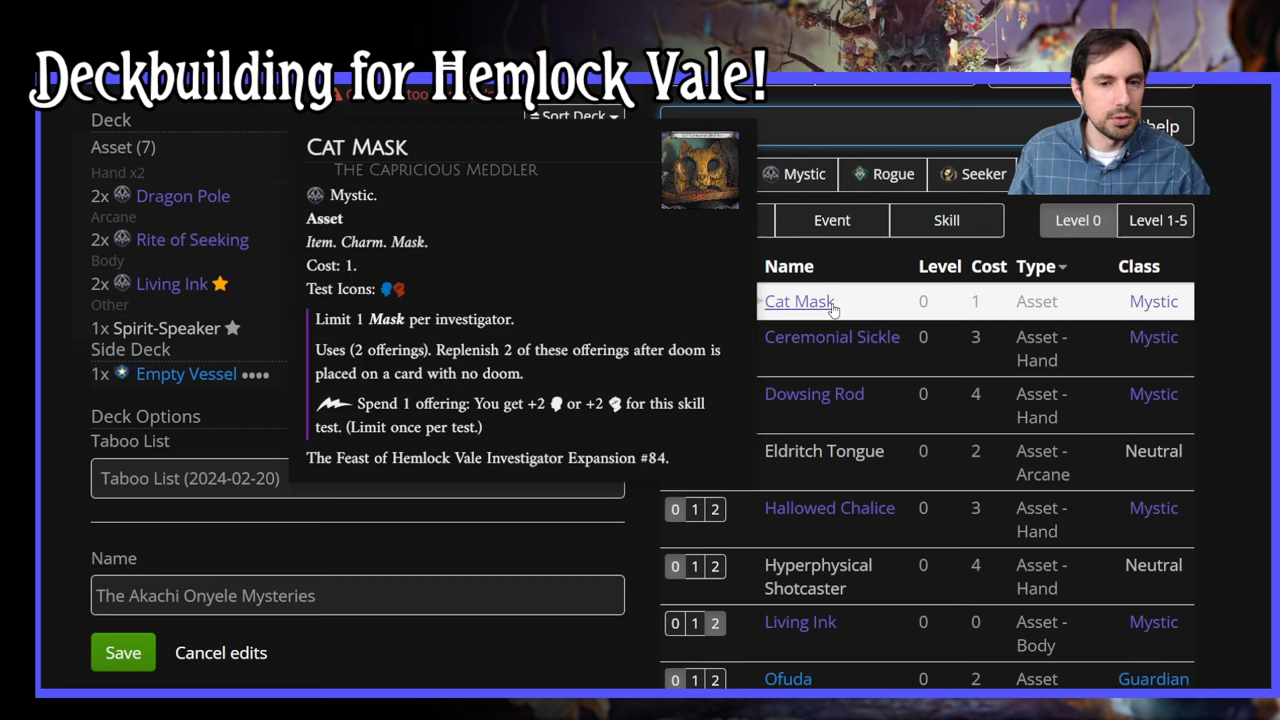 Deckbuilding for Hemlock Vale!
Deck
Sort Deck
help
Asset (7)
Hand x2
2x Dragon Pole
Arcane
2x Rite of Seeking
Body
2x Living Ink
Other
1x Spirit-Speaker
Side Deck
1x Empty Vessel
Deck Options
Taboo List
Taboo List (2024-02-20)
Name
The Akachi Onyele Mysteries
Save Cancel edits
Cat Mask
The Capricious Meddler
Mystic.
Asset
Item. Charm. Mask.
Cost: 1.
Test Icons:
Limit 1 Mask per investigator.
Uses (2 offerings). Replenish 2 of these offerings after doom is
placed on a card with no doom.
Spend 1 offering: You get +2 or +2 for this skill
test. (Limit once per test.)
The Feast of Hemlock Vale Investigator Expansion #84.
Mystic Rogue Seeker
Event Skill Level 0 Level 1-5
Name Level Cost Type Class
Cat Mask 0 1 Asset Mystic
Ceremonial Sickle 0 3 Asset - Hand Mystic
Dowsing Rod 0 4 Asset - Hand Mystic
Eldritch Tongue 0 2 Asset - Arcane Neutral
0 1 2 Hallowed Chalice 0 3 Asset - Hand Mystic
0 1 2 Hyperphysical Shotcaster 0 4 Asset - Hand Neutral
0 1 2 Living Ink 0 0 Asset - Body Mystic
0 1 2 Ofuda 0 2 Asset Guardian